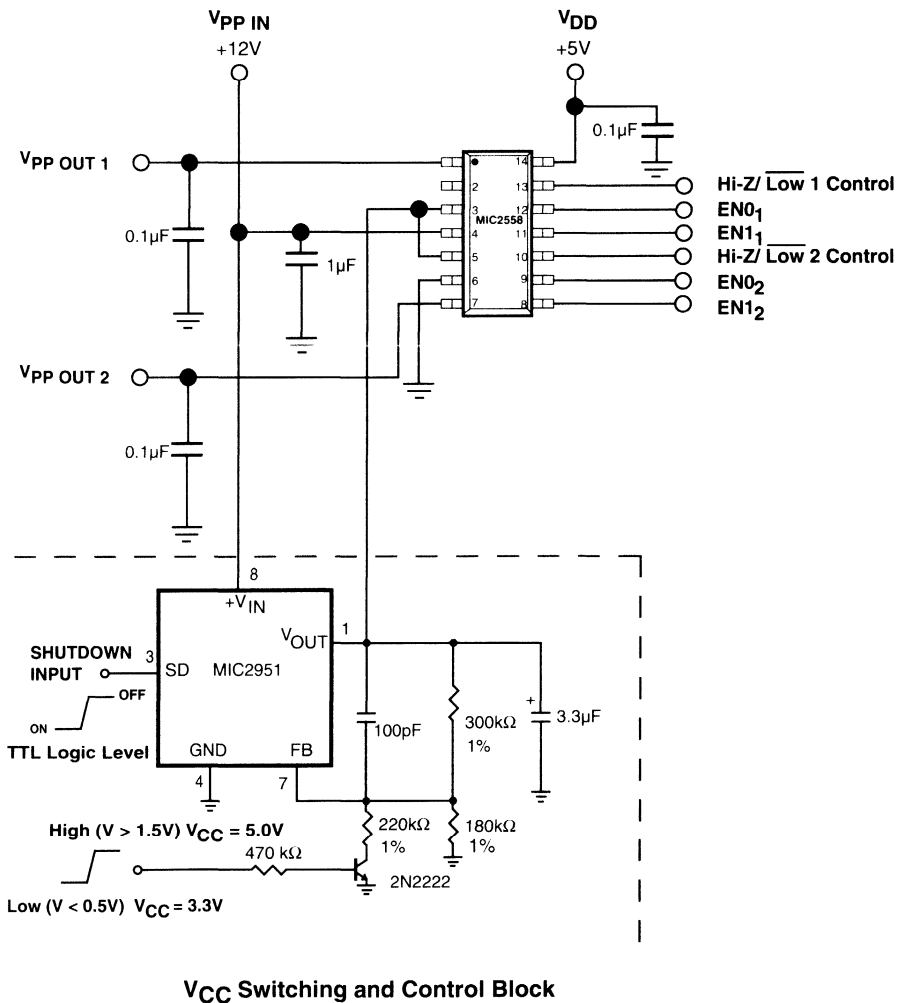 VPP IN
+12V
VDD
+5V
0.1µF
VPP OUT 1
14
2
13
Hi-Z/ Low 1 Control
3
MIC2558
12
EN01
4
11
EN11
0.1µF
1µF
5
10
Hi-Z/ Low 2 Control
6
9
EN02
7
8
EN12
VPP OUT 2
0.1µF
8
+VIN
VOUT
1
SHUTDOWN
INPUT
3
SD
MIC2951
OFF
ON
TTL Logic Level
GND
FB
4
7
100pF
300kΩ
1%
+
3.3µF
High (V > 1.5V) VCC = 5.0V
220kΩ
1%
180kΩ
1%
470 kΩ
2N2222
Low (V < 0.5V) VCC = 3.3V
VCC Switching and Control Block